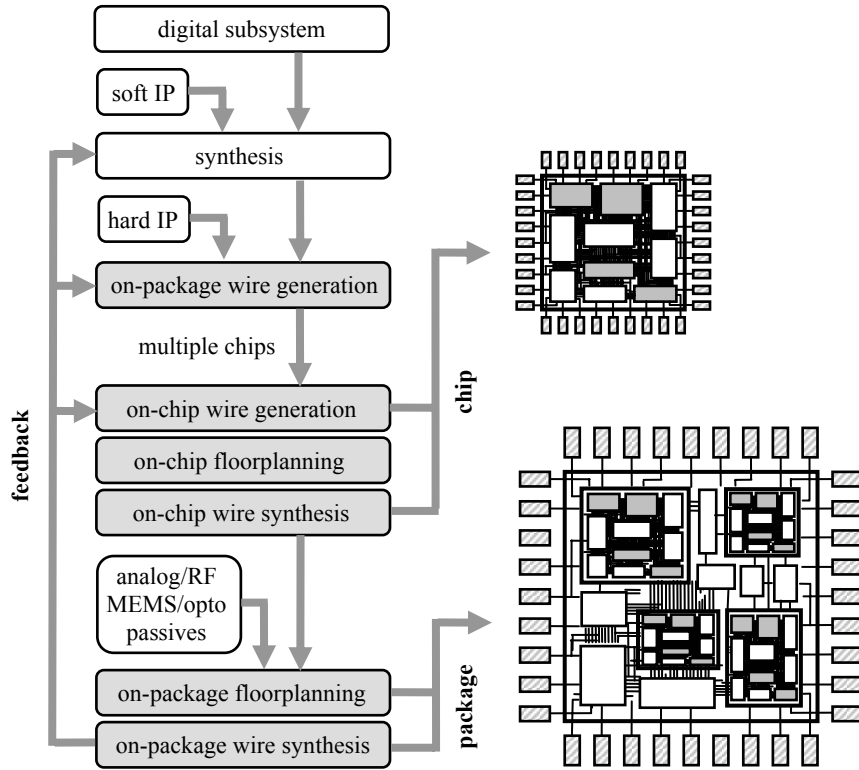 digital subsystem
soft IP
synthesis
hard IP
on-package wire generation
multiple chips
on-chip wire generation
on-chip floorplanning
on-chip wire synthesis
analog/RF
MEMS/opto
passives
on-package floorplanning
on-package wire synthesis
feedback
chip
package